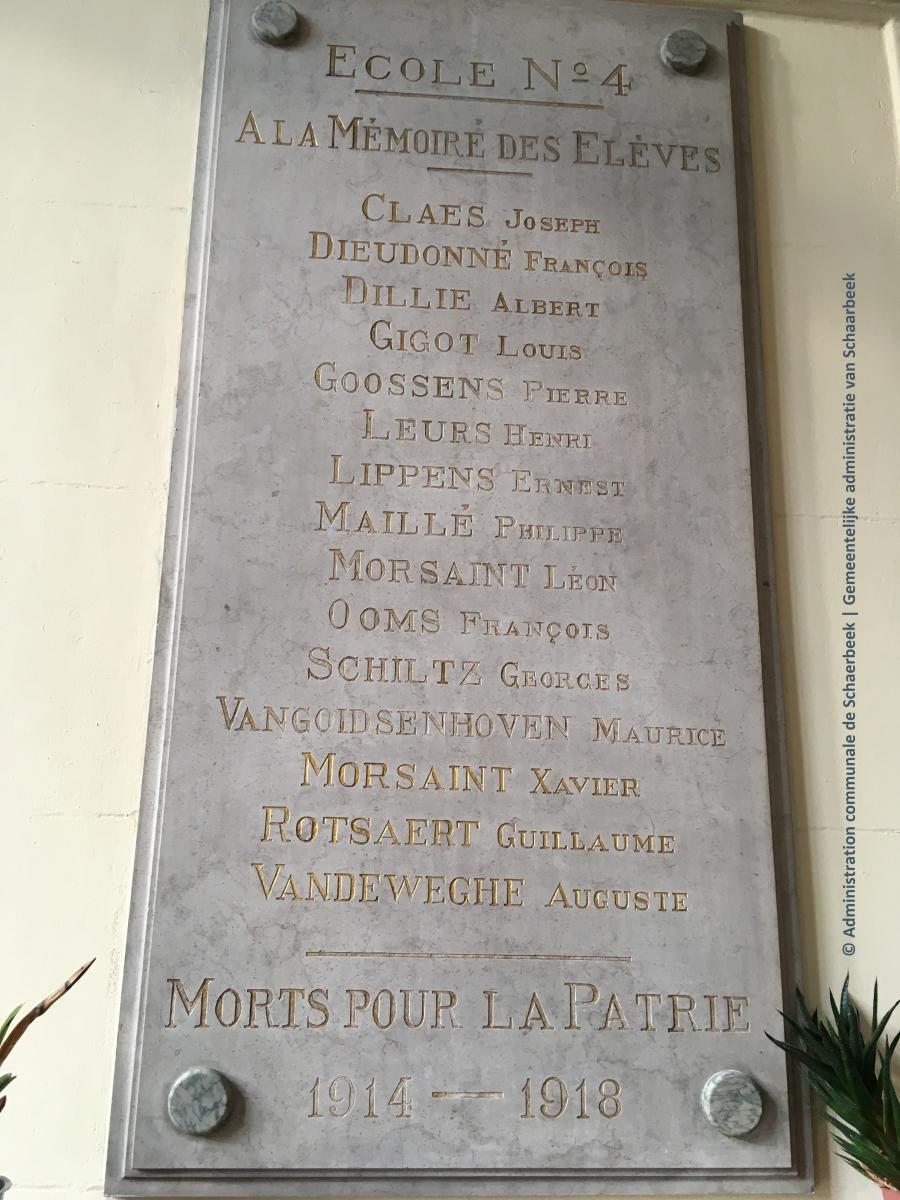 ECOLE Nº4
A LA MÉMOIRE DES ELÈVES
CLAES JOSEPH
DIEUDONNÉ FRANÇOIS
DILLIE ALBERT
GIGOT LOUIS
GOOSSENS PIERRE
LEURS HENRI
LIPPENS ERNEST
MAILLÉ PHILIPPE
MORSAINT LÉON
OOMS FRANÇOIS
SCHILTZ GEORGES
VANGOIDSENHOVEN MAURICE
MORSAINT XAVIER
ROTSAERT GUILLAUME
VANDEWEGHE AUGUSTE
MORTS POUR LA PATRIE
1914 — 1918
© Administration communale de Schaerbeek | Gemeentelijke administratie van Schaarbeek